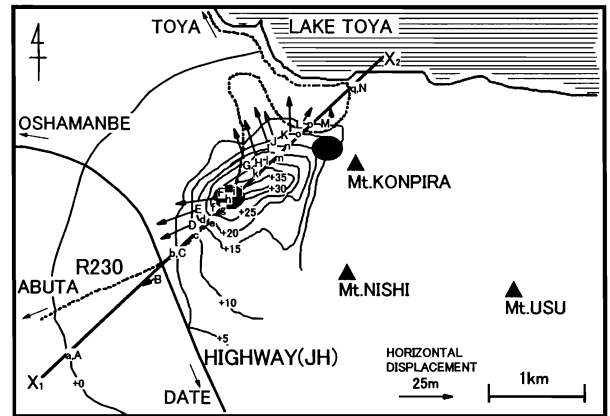 4
TOYA
LAKE TOYA
X2
q,N
L p M
K o
J n
I m
H l
G k
OSHAMANBE
Mt.KONPIRA
+35
+30
F i
h
E f g
+25
D d e
c
+20
+15
b,C
R230
B
ABUTA
+10
Mt.NISHI
Mt.USU
+5
HIGHWAY(JH)
HORIZONTAL
DISPLACEMENT
25m
1km
a,A
X1
+0
DATE